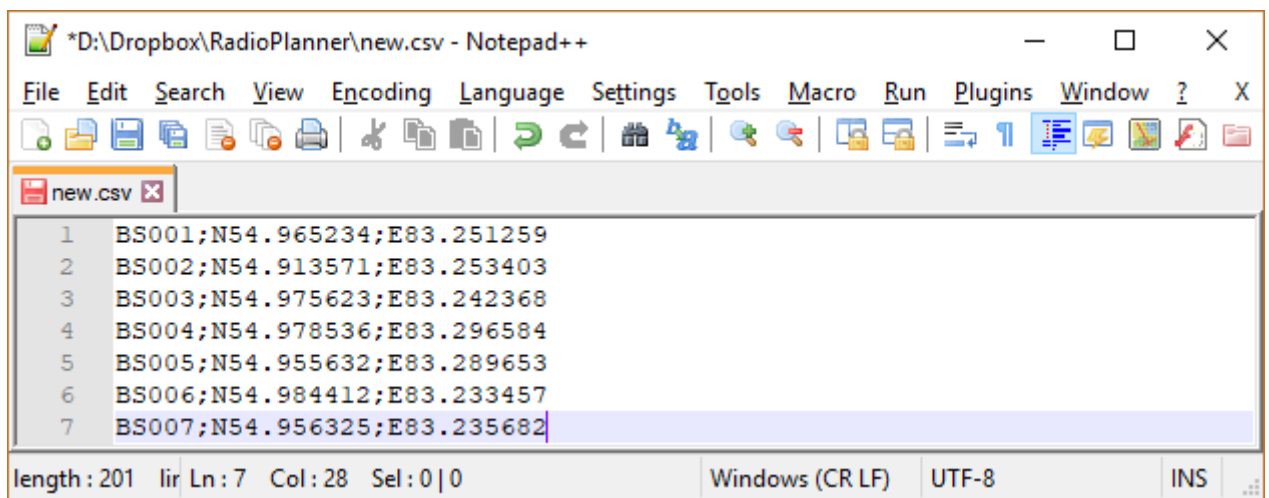 *D:\Dropbox\RadioPlanner\new.csv - Notepad++
File Edit Search View Encoding Language Settings Tools Macro Run Plugins Window ? X
new.csv
1 BS001;N54.965234;E83.251259
2 BS002;N54.913571;E83.253403
3 BS003;N54.975623;E83.242368
4 BS004;N54.978536;E83.296584
5 BS005;N54.955632;E83.289653
6 BS006;N54.984412;E83.233457
7 BS007;N54.956325;E83.235682
length : 201 lir Ln : 7 Col : 28 Sel : 0 | 0 Windows (CR LF) UTF-8 INS